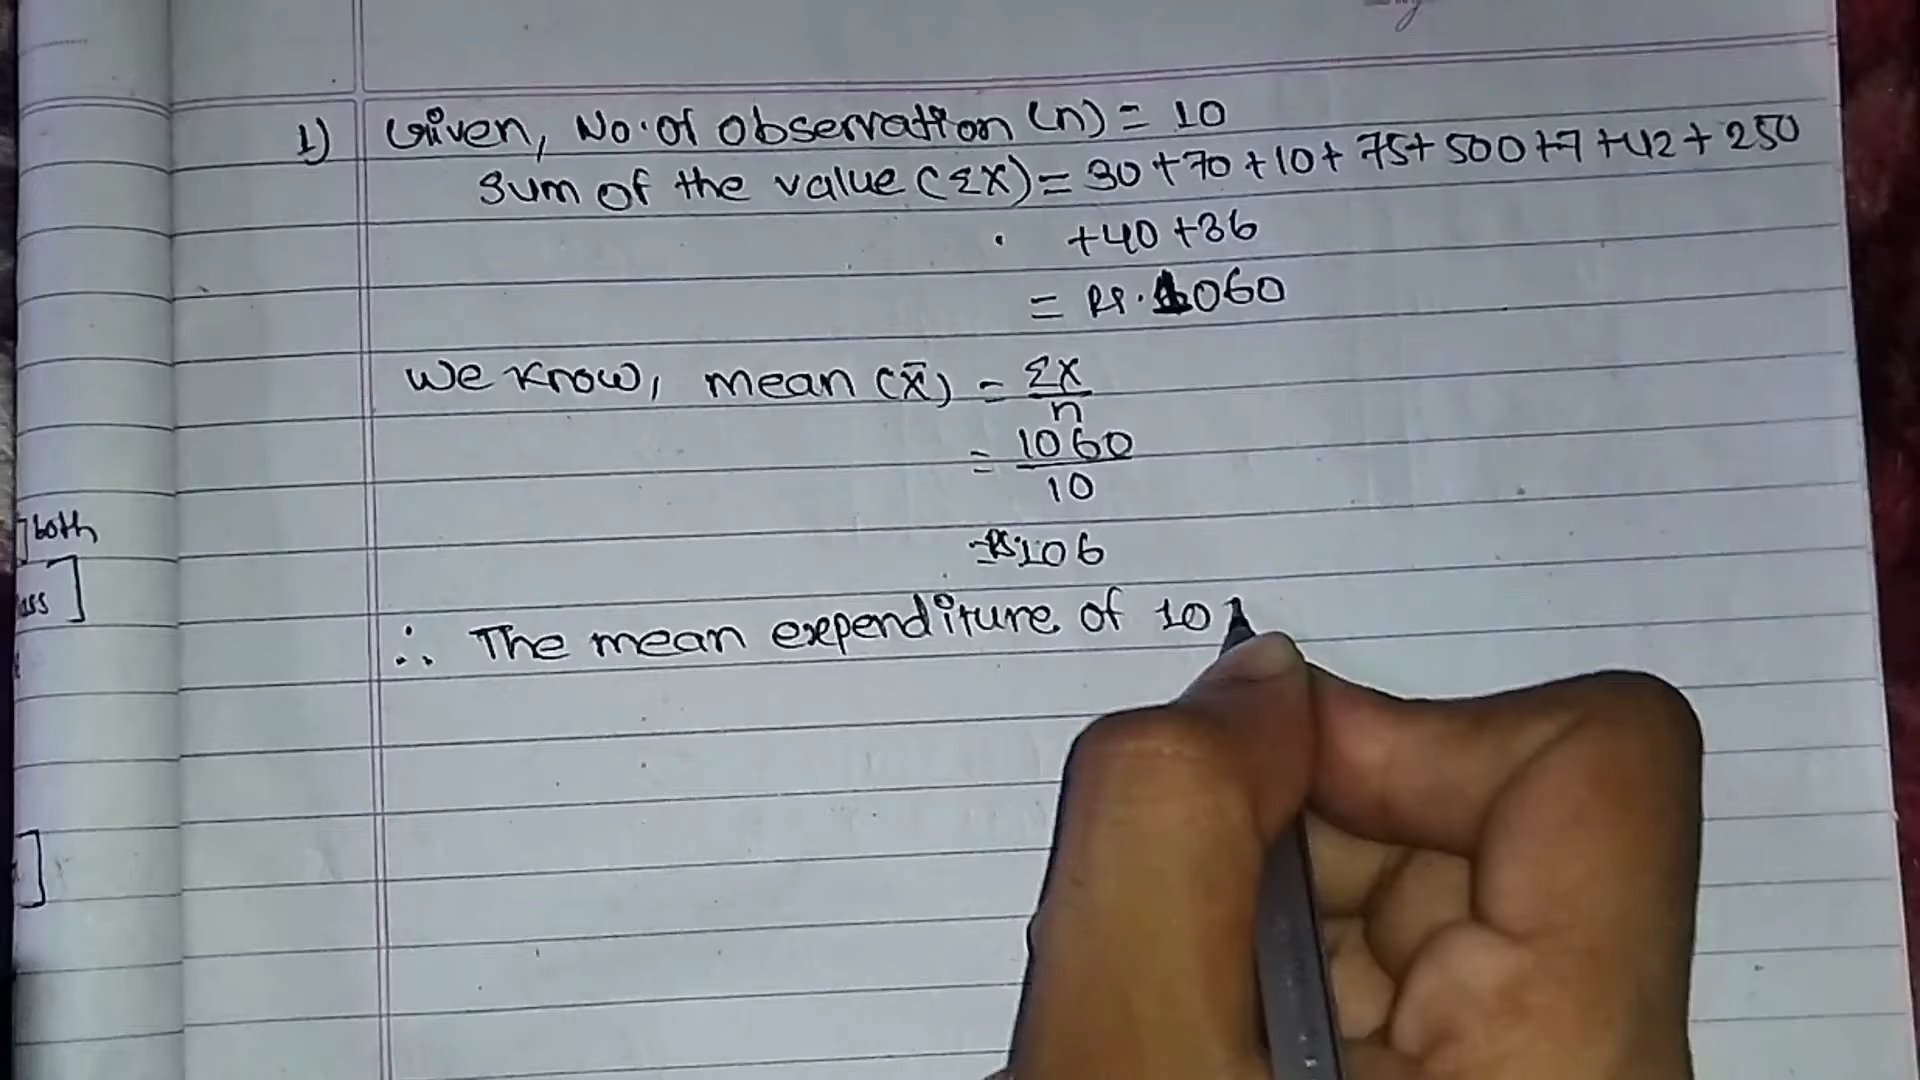 1) Given, No. of observation (n) = 10
Sum of the value (ΣX) = 30 + 70 + 10 + 75 + 500 + 7 + 42 + 250
+40 +36
= Rs. 1060
We know, mean (x̄) = ΣX/n
= 1060/10
= Rs. 106
∴ The mean expenditure of 10
both
ass